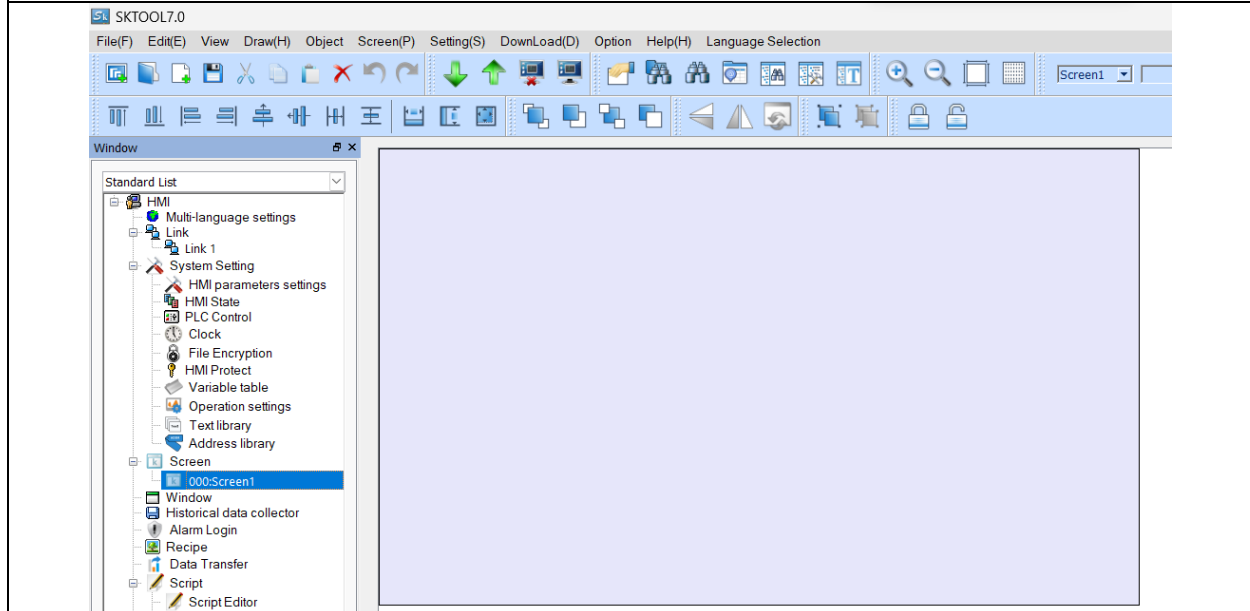 SKTOOL7.0
File(F) Edit(E) View Draw(H) Object Screen(P) Setting(S) DownLoad(D) Option Help(H) Language Selection
Screen1
Window
Standard List
HMI
Multi-language settings
Link
Link 1
System Setting
HMI parameters settings
HMI State
PLC Control
Clock
File Encryption
HMI Protect
Variable table
Operation settings
Text library
Address library
Screen
000:Screen1
Window
Historical data collector
Alarm Login
Recipe
Data Transfer
Script
Script Editor